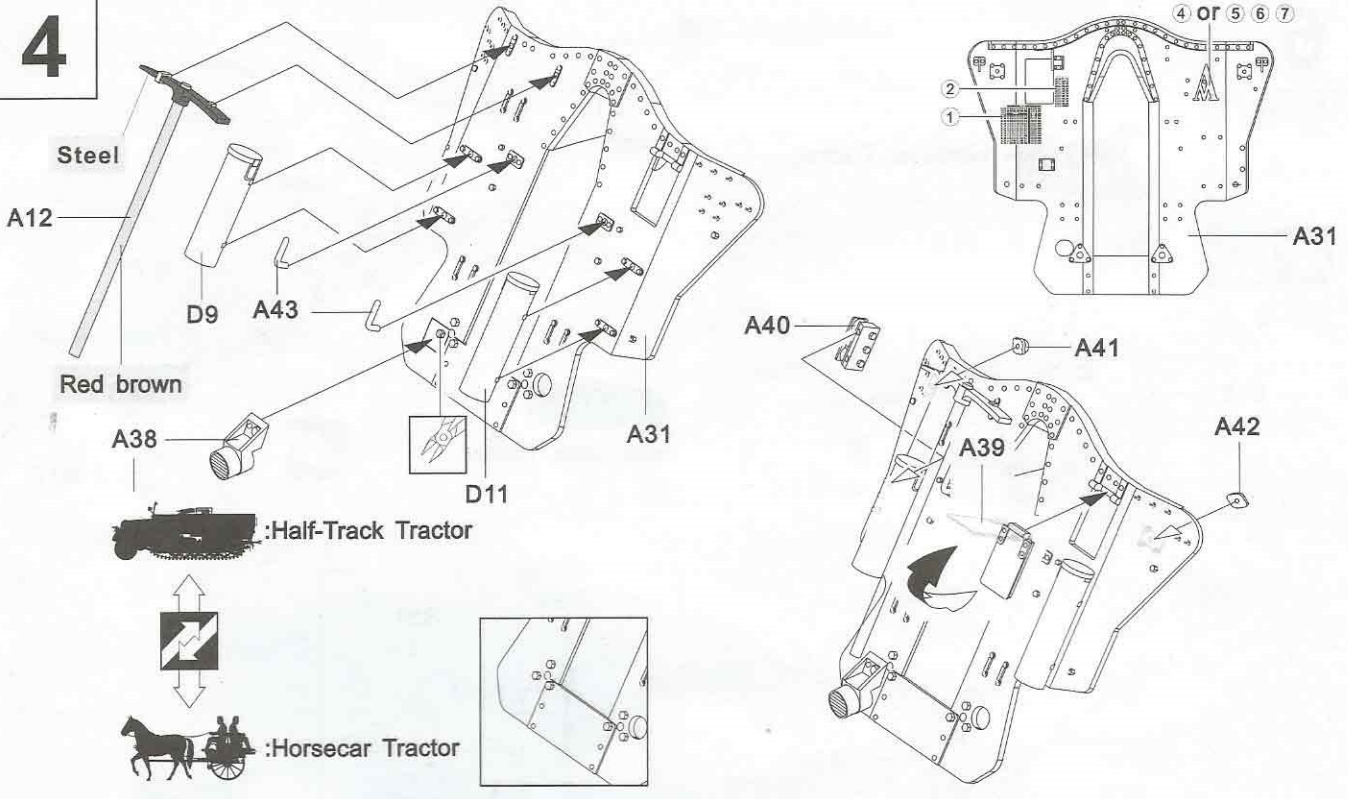 4
Steel
A12
D9
A43
Red brown
A38
D11
A31
:Half-Track Tractor
:Horsecar Tractor
④ or ⑤ ⑥ ⑦
②
①
A31
A40
A41
A39
A42